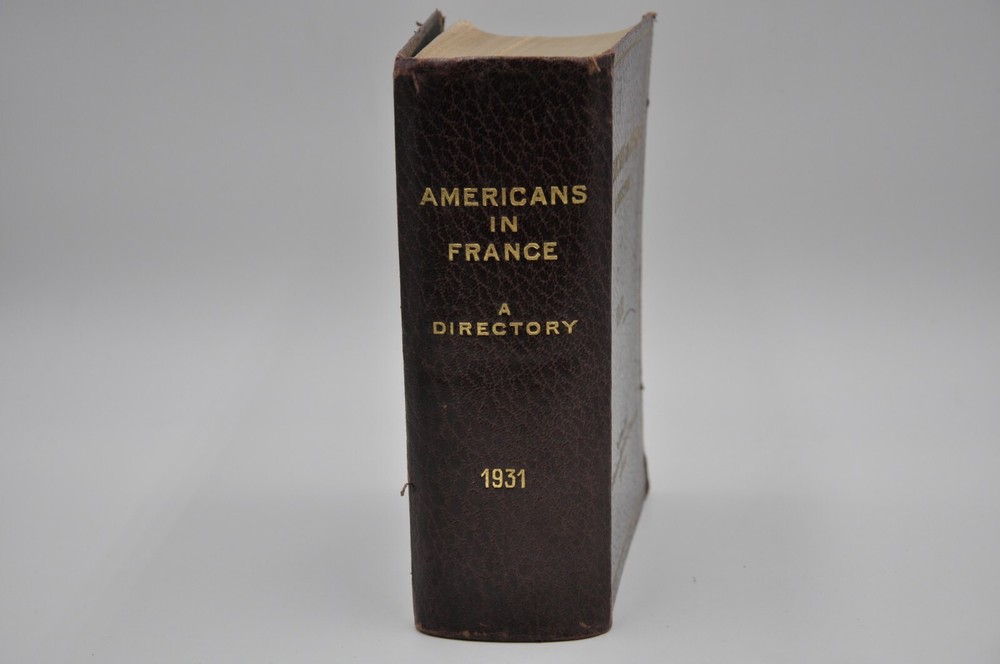 AMERICANS
IN
FRANCE
A
DIRECTORY
1931